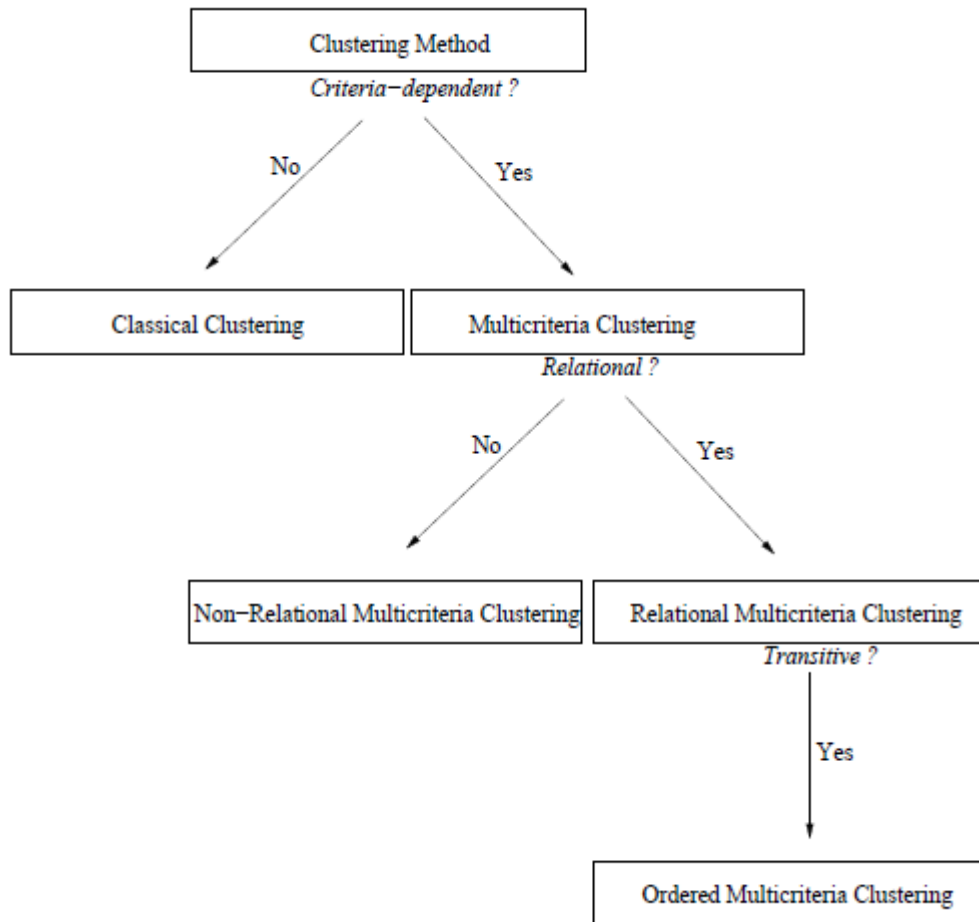 Clustering Method
Criteria−dependent ?
No
Yes
Classical Clustering
Multicriteria Clustering
Relational ?
No
Yes
Non−Relational Multicriteria Clustering
Relational Multicriteria Clustering
Transitive ?
Yes
Ordered Multicriteria Clustering